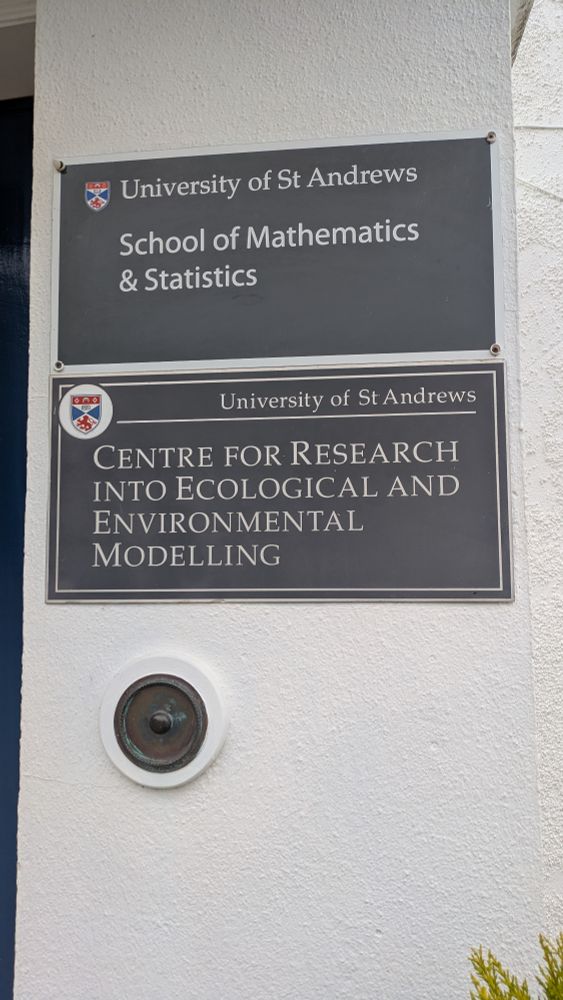 University of St Andrews
School of Mathematics
& Statistics
University of St Andrews
CENTRE FOR RESEARCH
INTO ECOLOGICAL AND
ENVIRONMENTAL
MODELLING